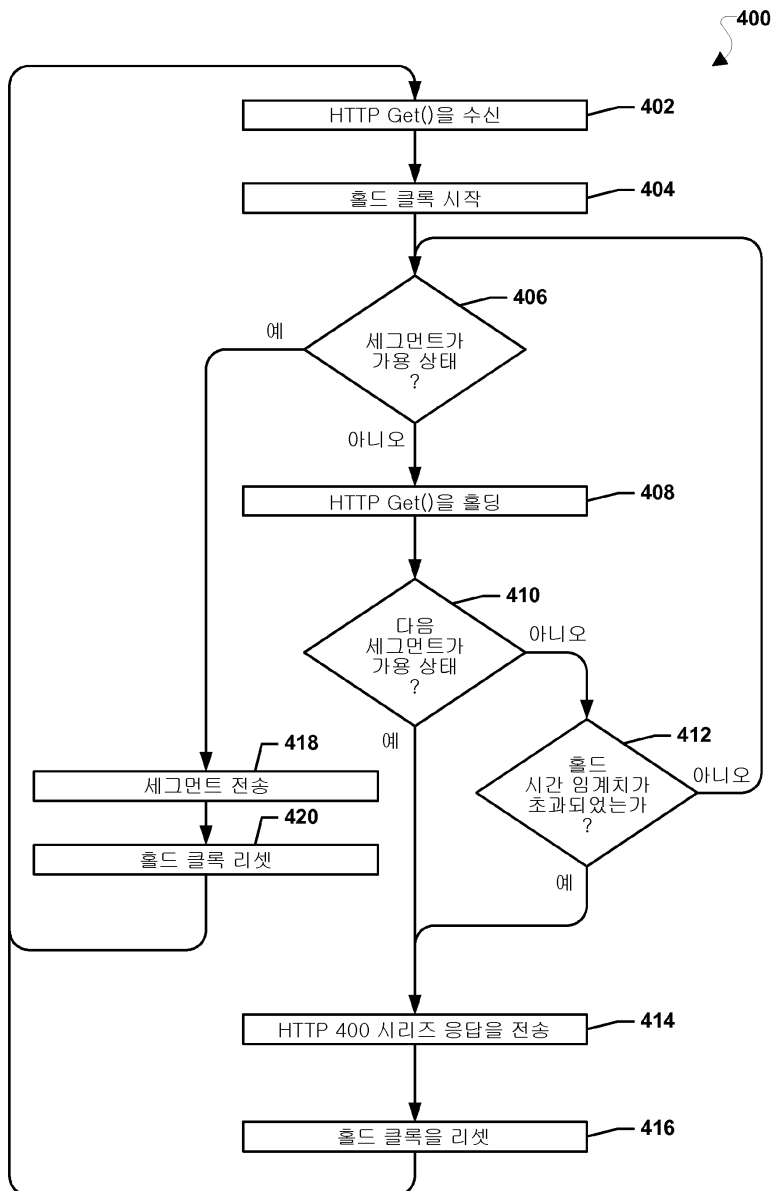 400
HTTP Get()을 수신
402
홀드 클록 시작
404
406
예
세그먼트가
가용 상태
?
아니오
HTTP Get()을 홀딩
408
410
다음
세그먼트가
가용 상태
?
아니오
예
412
홀드
시간 임계치가
초과되었는가
?
아니오
예
418
세그먼트 전송
420
홀드 클록 리셋
HTTP 400 시리즈 응답을 전송
414
홀드 클록을 리셋
416